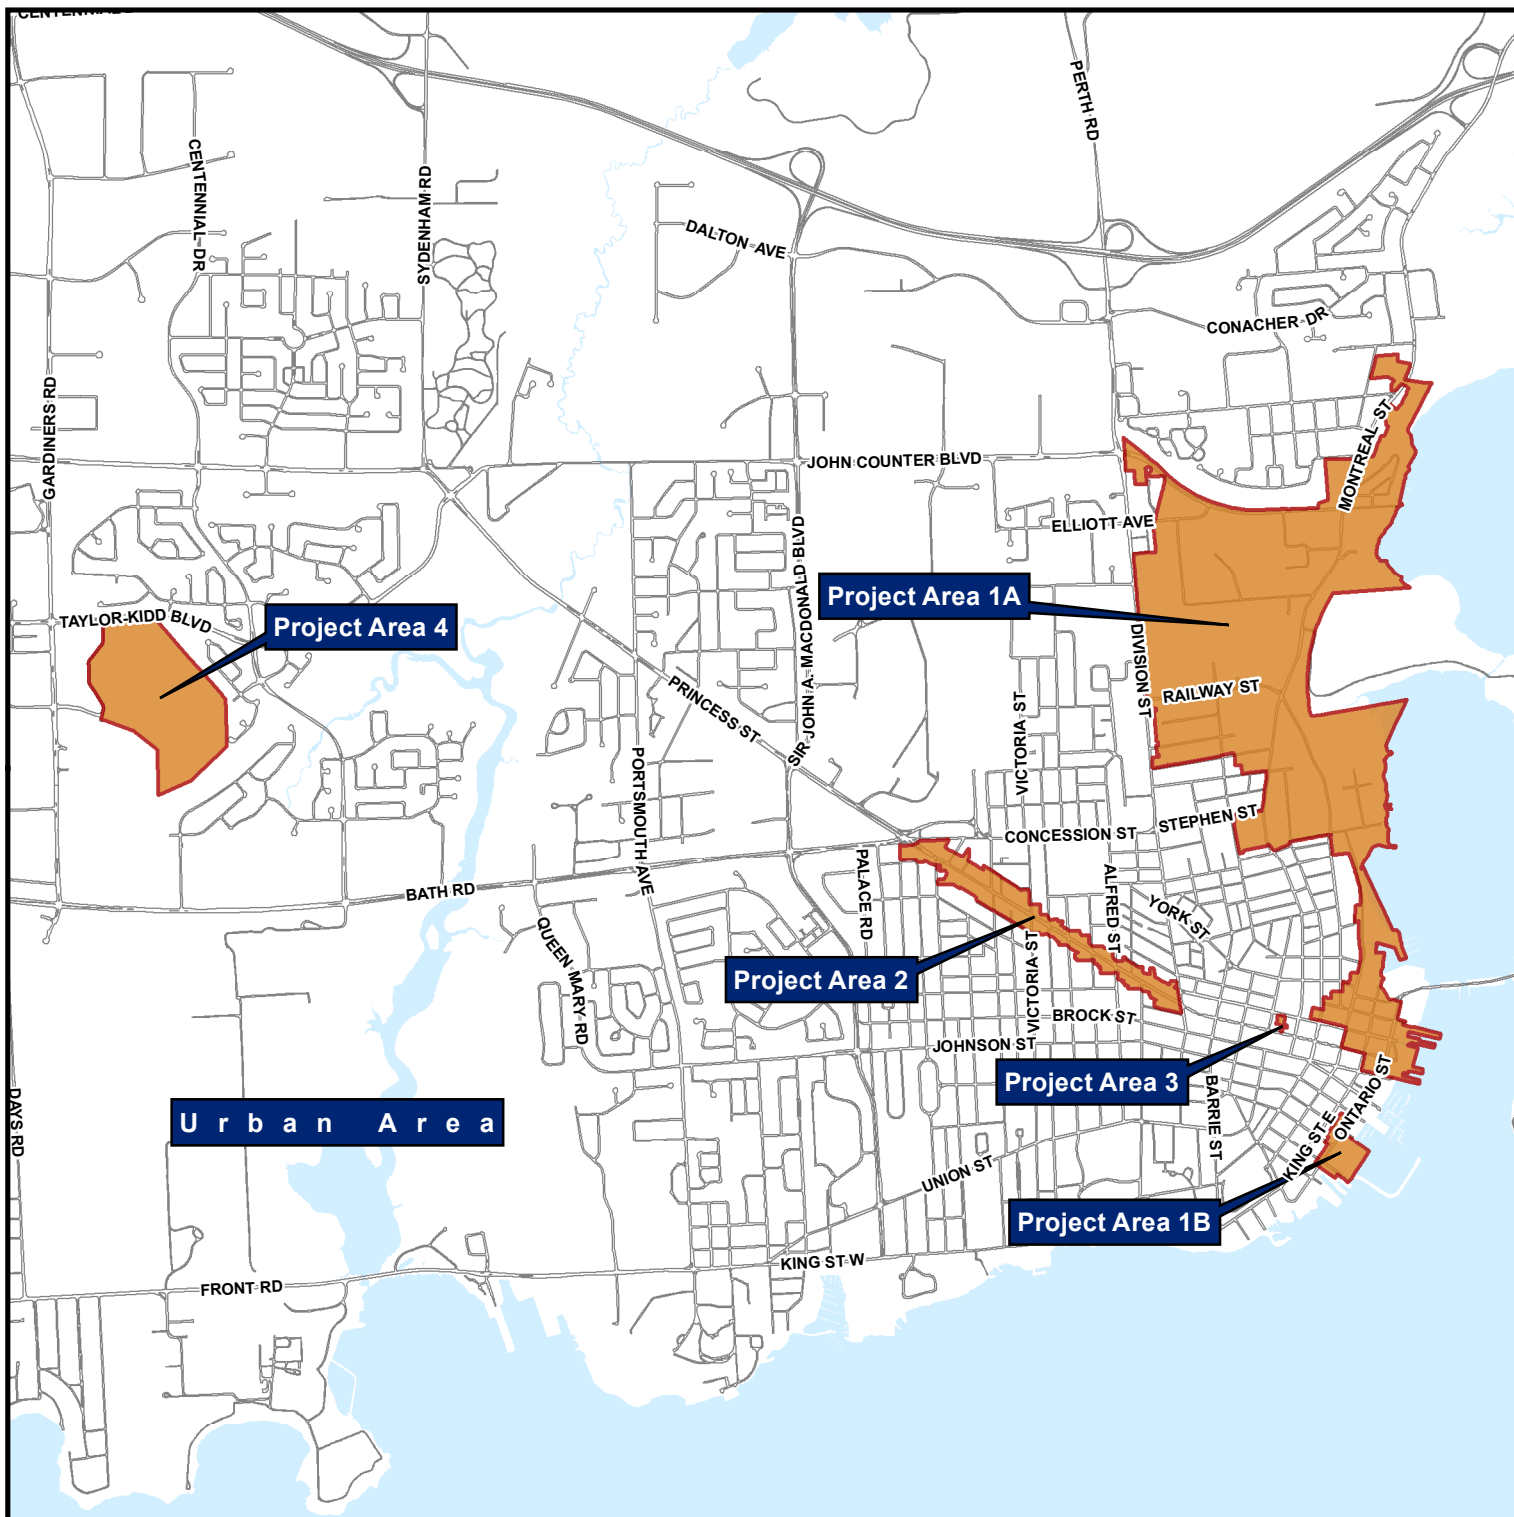 CENTENNIAL
PERTH RD
CENTENNIAL DR
SYDENHAM RD
DALTON AVE
CONACHER DR
GARDINERS RD
MONTREAL ST
JOHN COUNTER BLVD
ELLIOTT AVE
SIR JOHN A. MACDONALD BLVD
Project Area 1A
TAYLOR-KIDD BLVD
Project Area 4
DIVISION ST
RAILWAY ST
PRINCESS ST
VICTORIA ST
PORTSMOUTH AVE
STEPHEN ST
CONCESSION ST
BATH RD
PALACE RD
ALFRED ST
YORK ST
QUEEN MARY RD
VICTORIA ST
Project Area 2
BROCK ST
JOHNSON ST
Project Area 3
ONTARIO ST
BARRIE ST
KING ST E
DAYS RD
Urban Area
UNION ST
Project Area 1B
KING ST W
FRONT RD